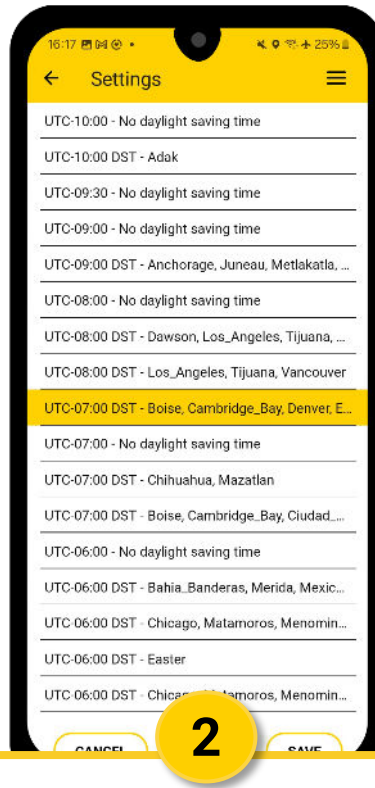 16:17 25%
Settings
UTC-10:00 - No daylight saving time
UTC-10:00 DST - Adak
UTC-09:30 - No daylight saving time
UTC-09:00 - No daylight saving time
UTC-09:00 DST - Anchorage, Juneau, Metlakatla, ...
UTC-08:00 - No daylight saving time
UTC-08:00 DST - Dawson, Los_Angeles, Tijuana, ...
UTC-08:00 DST - Los_Angeles, Tijuana, Vancouver
UTC-07:00 DST - Boise, Cambridge_Bay, Denver, E...
UTC-07:00 - No daylight saving time
UTC-07:00 DST - Chihuahua, Mazatlan
UTC-07:00 DST - Boise, Cambridge_Bay, Ciudad_...
UTC-06:00 - No daylight saving time
UTC-06:00 DST - Bahia_Banderas, Merida, Mexic...
UTC-06:00 DST - Chicago, Matamoros, Menomin...
UTC-06:00 DST - Easter
UTC-06:00 DST - Chicago, Matamoros, Menomin...
CANCEL SAVE
2